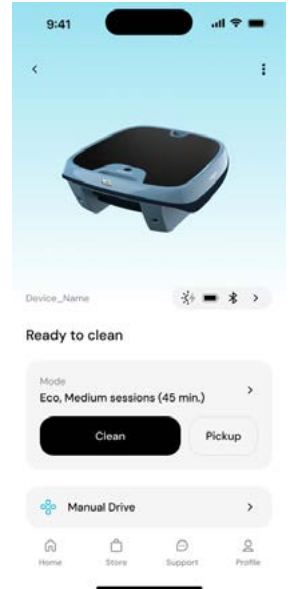 9:41
Device_Name
Ready to clean
Mode
Eco, Medium sessions (45 min.)
Clean
Pickup
Manual Drive
Home
Store
Support
Profile